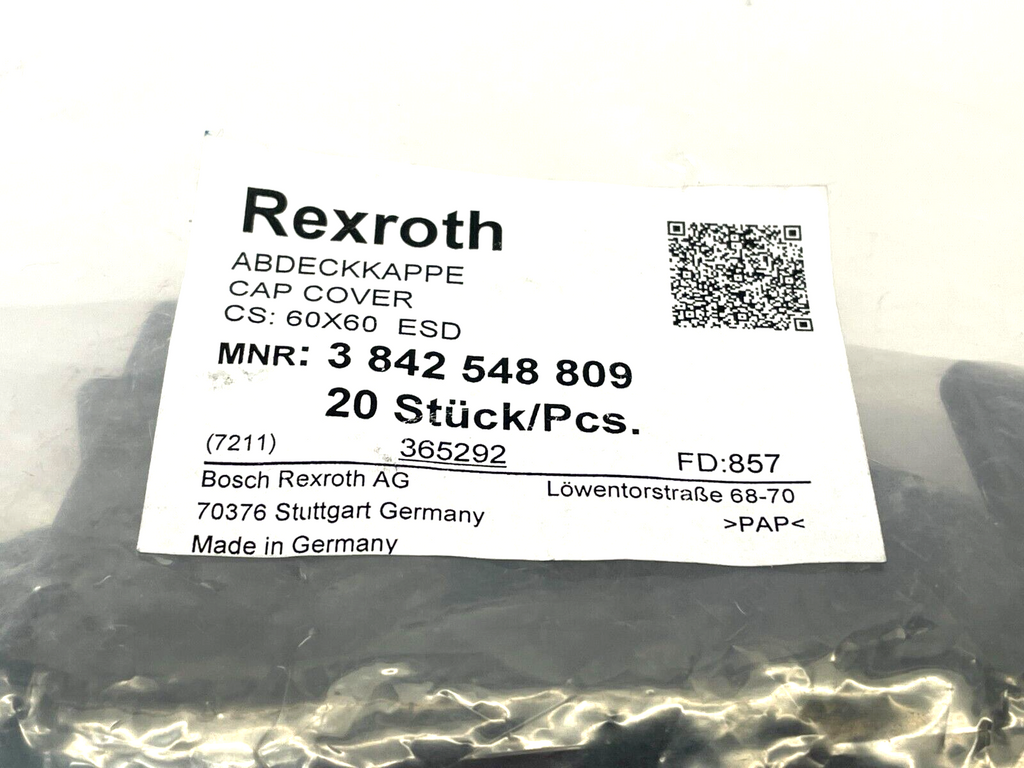 Rexroth
ABDECKKAPPE
CAP COVER
CS: 60X60 ESD
MNR: 3 842 548 809
20 Stück/Pcs.
(7211) 365292 FD:857
Bosch Rexroth AG Löwentorstraße 68-70
70376 Stuttgart Germany >PAP<
Made in Germany